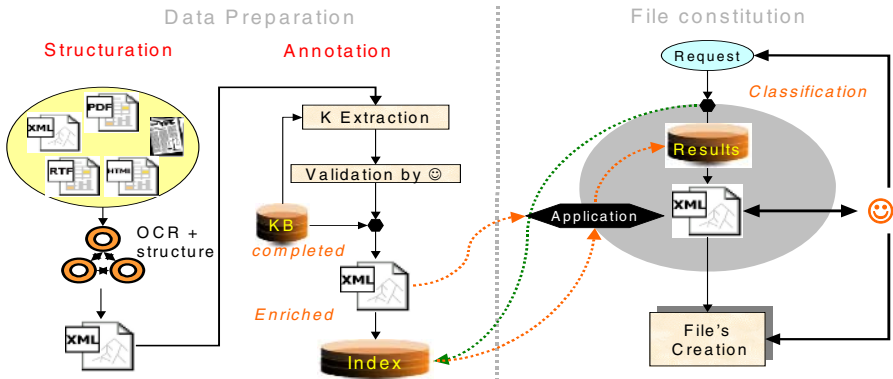 Data Preparation
File constitution
Structuration
Annotation
Request
Classification
PDF
XML
RTF
HTML
K Extraction
Results
Validation by ☺
OCR +
structure
KB
completed
Application
XML
XML
Enriched
XML
Index
File's
Creation